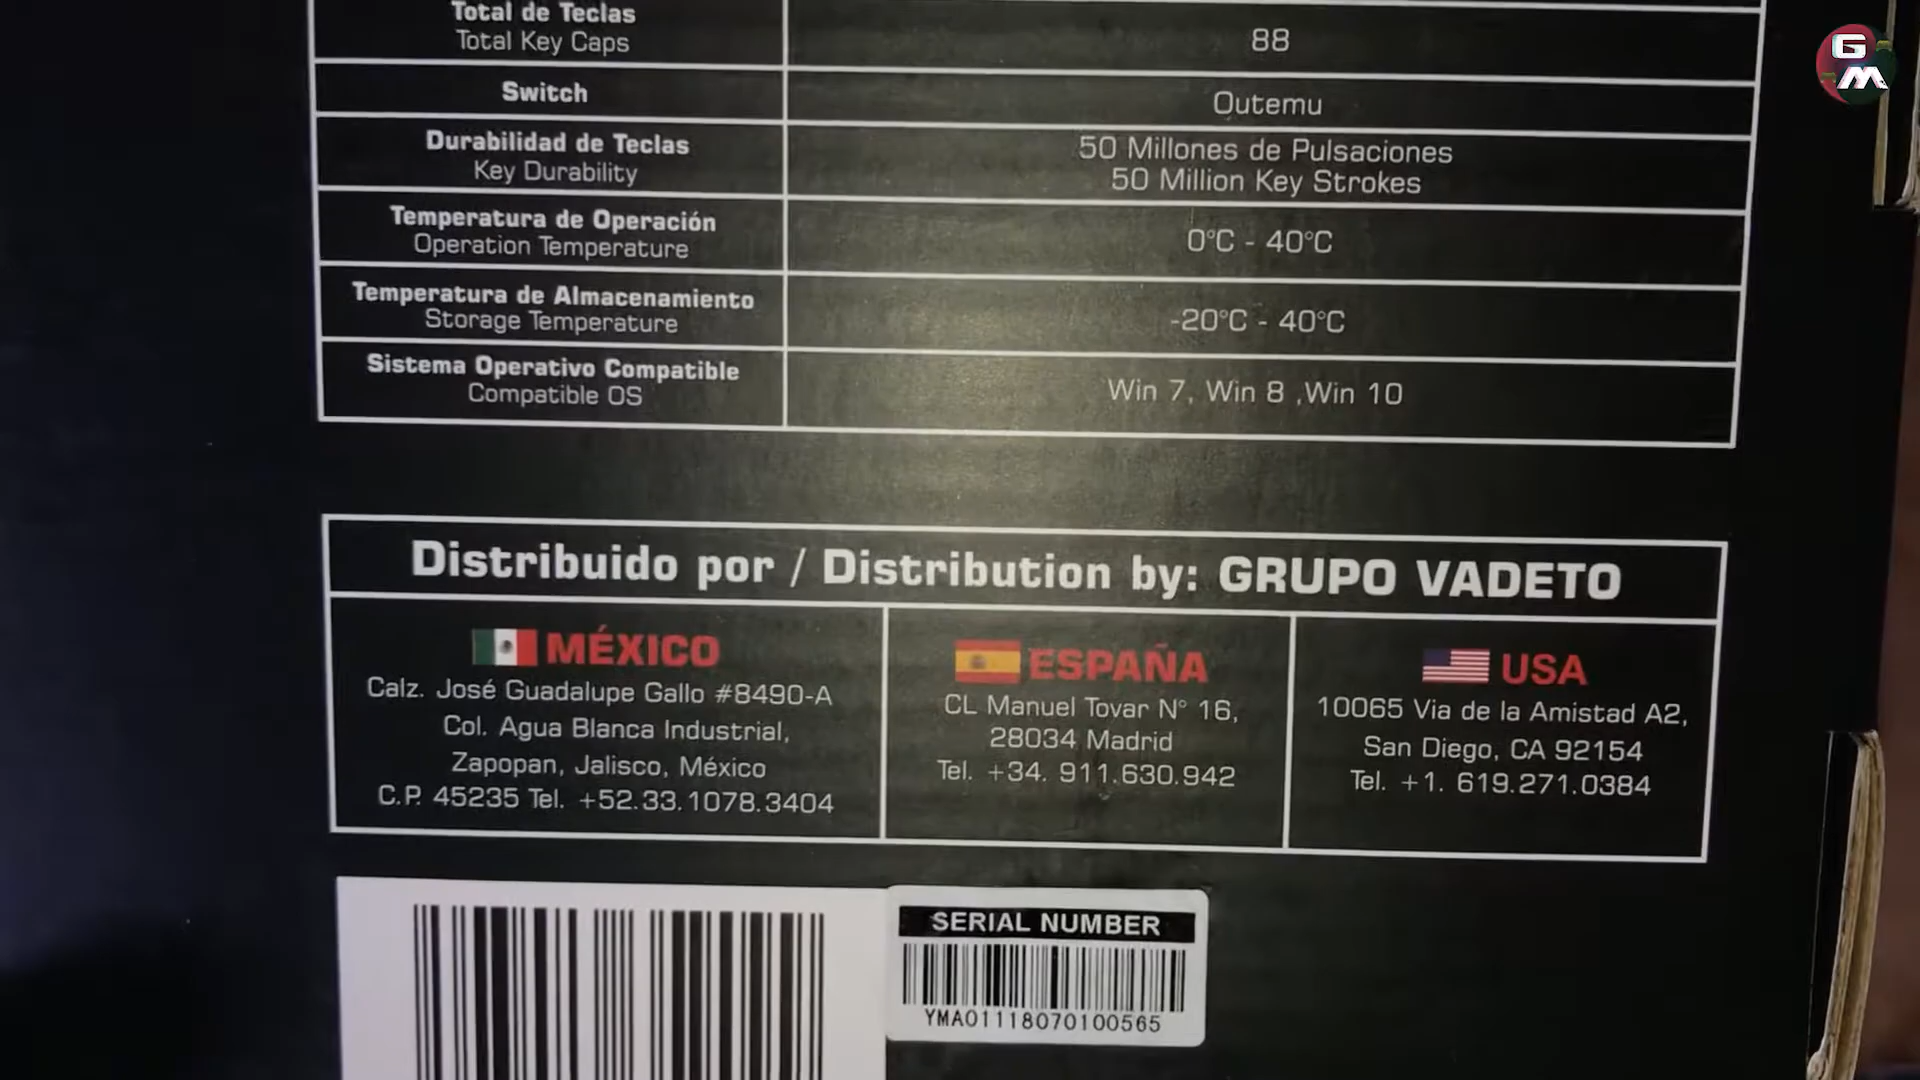 Total de Teclas
Total Key Caps
88
Switch
Outemu
Durabilidad de Teclas
Key Durability
50 Millones de Pulsaciones
50 Million Key Strokes
Temperatura de Operación
Operation Temperature
0°C - 40°C
Temperatura de Almacenamiento
Storage Temperature
-20°C - 40°C
Sistema Operativo Compatible
Compatible OS
Win 7, Win 8 ,Win 10
Distribuido por / Distribution by: GRUPO VADETO
MÉXICO
Calz. José Guadalupe Gallo #8490-A
Col. Agua Blanca Industrial,
Zapopan, Jalisco, México
C.P. 45235 Tel. +52.33.1078.3404
ESPAÑA
CL Manuel Tovar N° 16,
28034 Madrid
Tel. +34. 911.630.942
USA
10065 Via de la Amistad A2,
San Diego, CA 92154
Tel. +1. 619.271.0384
SERIAL NUMBER
YMA01118070100565
G
M